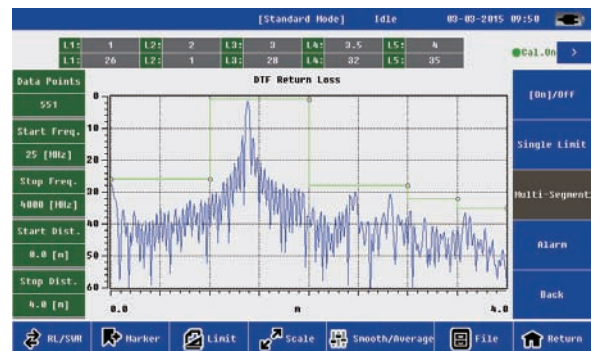 [Standard Mode] Idle 03-03-2015 09:50
L1: 1 L2: 2 L3: 3 L4: 3.5 L5: 4
L1: 26 L2: 1 L3: 28 L4: 32 L5: 35
Cal.On >
Data Points
551
Start Freq.
25 [MHz]
Stop Freq.
4000 [MHz]
Start Dist.
0.0 [m]
Stop Dist.
4.0 [m]
DTF Return Loss
0
10
20
30
40
50
60
0.0 m 4.0
[On]/Off
Single Limit
Multi-Segment
Alarm
Back
RL/SWR Marker Limit Scale Smooth/Average File Return